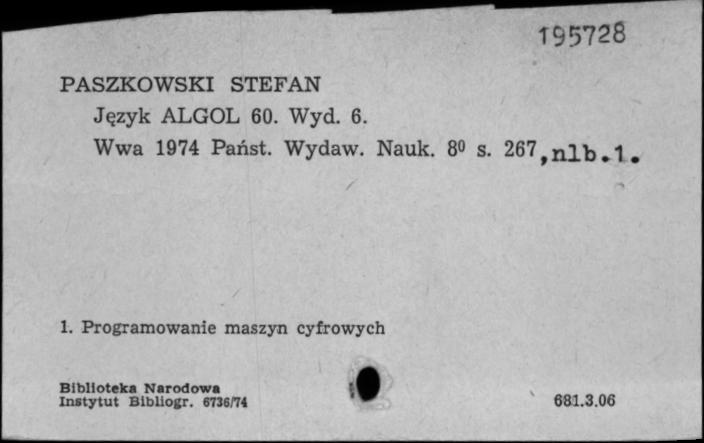 195728
PASZKOWSKI STEFAN
Język ALGOL 60. Wyd. 6.
Wwa 1974 Państ. Wydaw. Nauk. 8⁰ s. 267,nlb.1.
1. Programowanie maszyn cyfrowych
Biblioteka Narodowa
Instytut Bibliogr. 6736/74
681.3.06